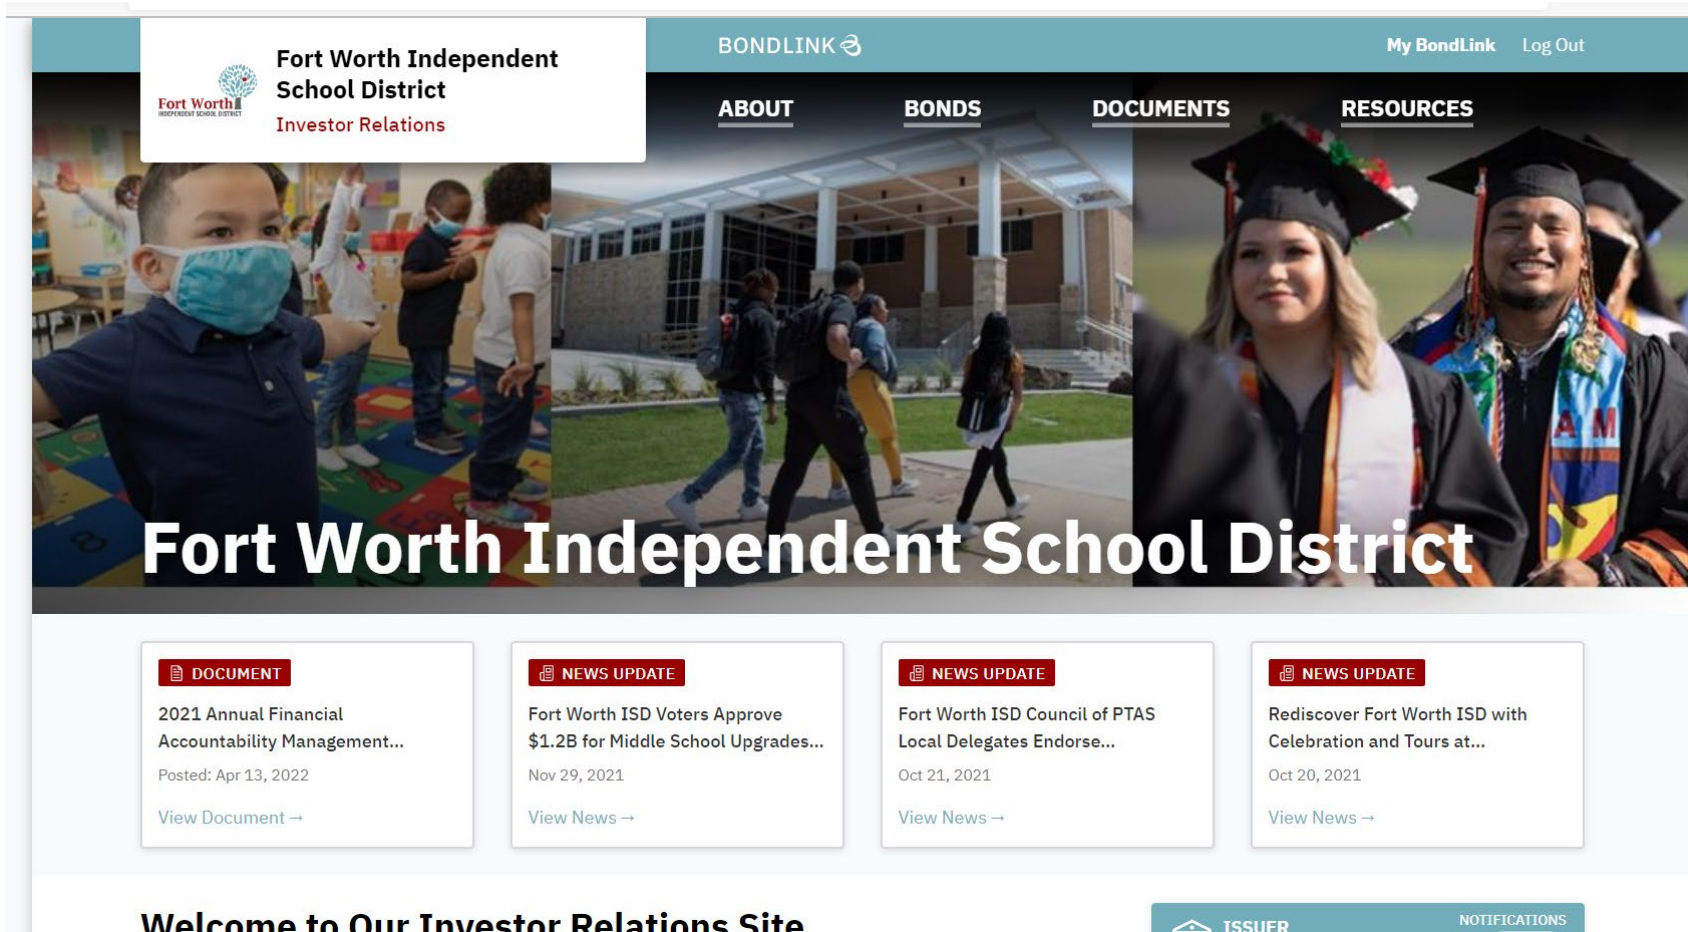 Fort Worth
INDEPENDENT SCHOOL DISTRICT
Fort Worth Independent
School District
Investor Relations
BONDLINK
My BondLink
Log Out
ABOUT
BONDS
DOCUMENTS
RESOURCES
AM
Fort Worth Independent School District
DOCUMENT
2021 Annual Financial
Accountability Management...
Posted: Apr 13, 2022
View Document →
NEWS UPDATE
Fort Worth ISD Voters Approve
$1.2B for Middle School Upgrades...
Nov 29, 2021
View News →
NEWS UPDATE
Fort Worth ISD Council of PTAS
Local Delegates Endorse...
Oct 21, 2021
View News →
NEWS UPDATE
Rediscover Fort Worth ISD with
Celebration and Tours at...
Oct 20, 2021
View News →
Welcome to Our Investor Relations Site
ISSUER
NOTIFICATIONS